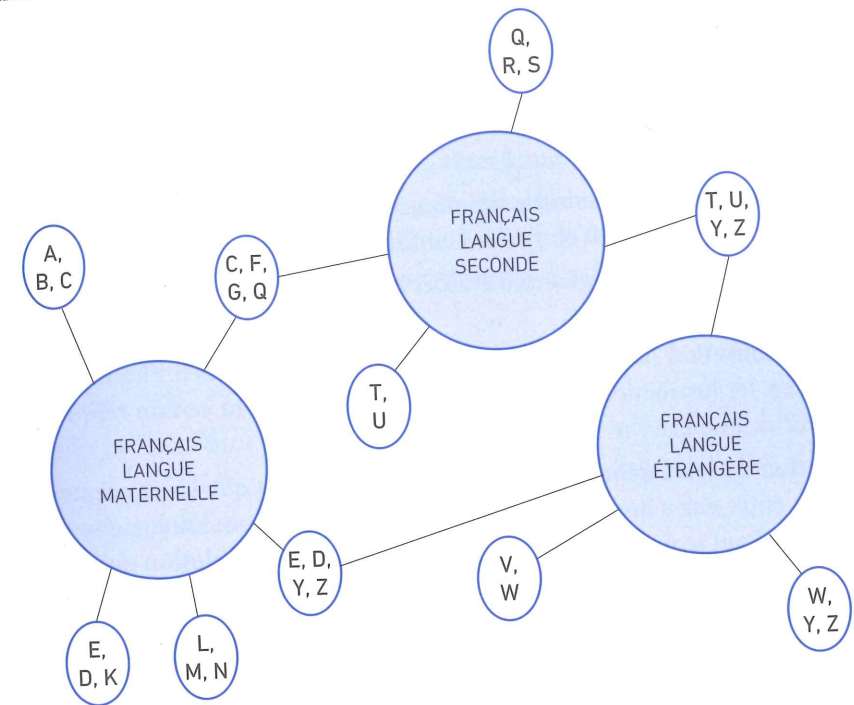 Q,
R, S
FRANÇAIS
LANGUE
SECONDE
T, U,
Y, Z
A,
B, C
C, F,
G, Q
T,
U
FRANÇAIS
LANGUE
MATERNELLE
FRANÇAIS
LANGUE
ÉTRANGÈRE
E, D,
Y, Z
V,
W
W,
Y, Z
E,
D, K
L,
M, N